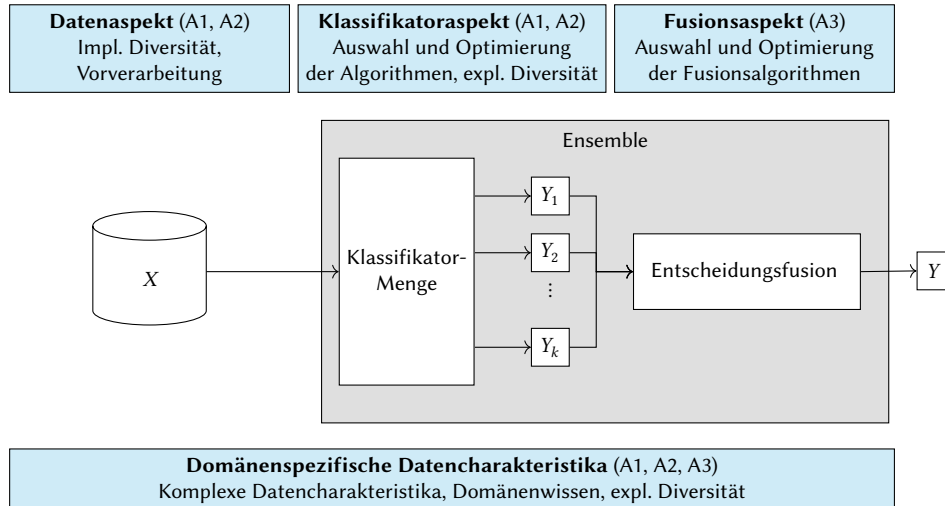 Datenaspekt (A1, A2)
Impl. Diversität,
Vorverarbeitung
Klassifikatoraspekt (A1, A2)
Auswahl und Optimierung
der Algorithmen, expl. Diversität
Fusionsaspekt (A3)
Auswahl und Optimierung
der Fusionsalgorithmen
Ensemble
X
Klassifikator-
Menge
Y₁
Y₂
⋮
Yₖ
Entscheidungsfusion
Y
Domänenspezifische Datencharakteristika (A1, A2, A3)
Komplexe Datencharakteristika, Domänenwissen, expl. Diversität